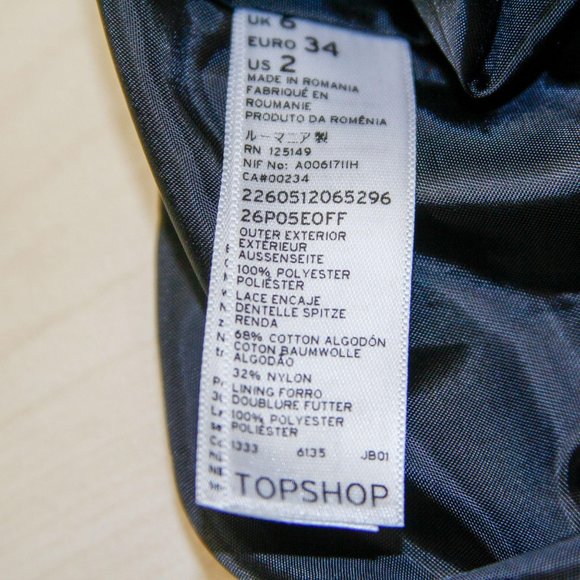 UK 6
EURO 34
US 2
MADE IN ROMANIA
FABRIQUÉ EN
ROUMANIE
PRODUTO DA ROMÊNIA
ルーマニア製
RN 125149
NIF No: A0061711H
CA#00234
2260512065296
26P05EOFF
OUTER EXTERIOR
EXTÉRIEUR
AUSSENSEITE
100% POLYESTER
POLIÉSTER
LACE ENCAJE
DENTELLE SPITZE
RENDA
68% COTTON ALGODÓN
COTON BAUMWOLLE
ALGODÃO
32% NYLON
LINING FORRO
DOUBLURE FUTTER
100% POLYESTER
POLIÉSTER
1333 6135 JB01
TOPSHOP